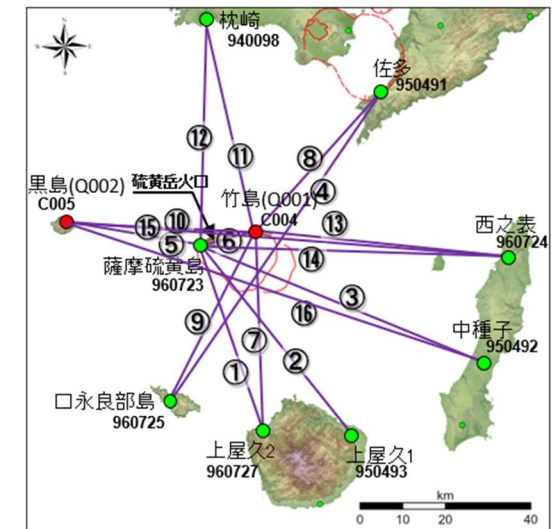 枕崎
940098
佐多
950491
⑫
⑪
⑧
④
黒島(Q002)
C005
硫黄岳火口
竹島(Q001)
C004
⑬
西之表
960724
⑮
⑩
⑤
⑥
⑭
薩摩硫黄島
960723
③
⑯
中種子
950492
⑨
⑦
①
②
口永良部島
960725
上屋久2
960727
上屋久1
950493
km
0 10 20 40